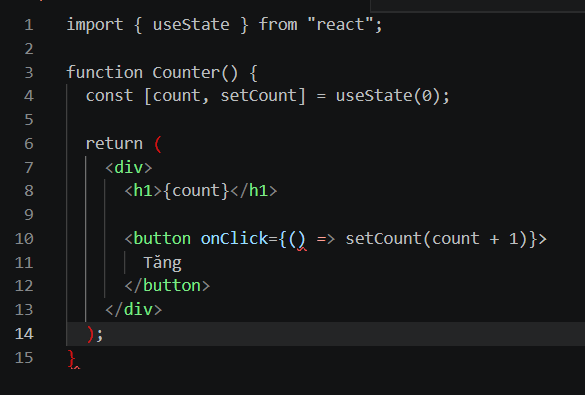 1 import { useState } from "react";
2
3 function Counter() {
4   const [count, setCount] = useState(0);
5
6   return (
7     <div>
8       <h1>{count}</h1>
9
10       <button onClick={() => setCount(count + 1)}>
11         Tăng
12       </button>
13     </div>
14   );
15 }